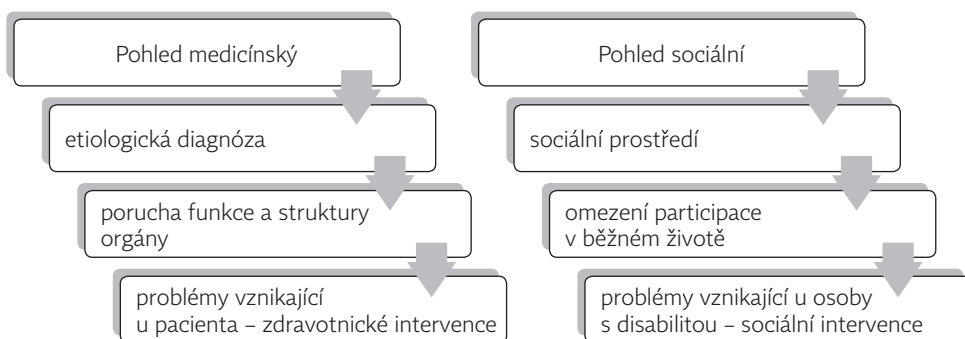 Pohled medicínský
etiologická diagnóza
porucha funkce a struktury
orgány
problémy vznikající
u pacienta – zdravotnické intervence
Pohled sociální
sociální prostředí
omezení participace
v běžném životě
problémy vznikající u osoby
s disabilitou – sociální intervence